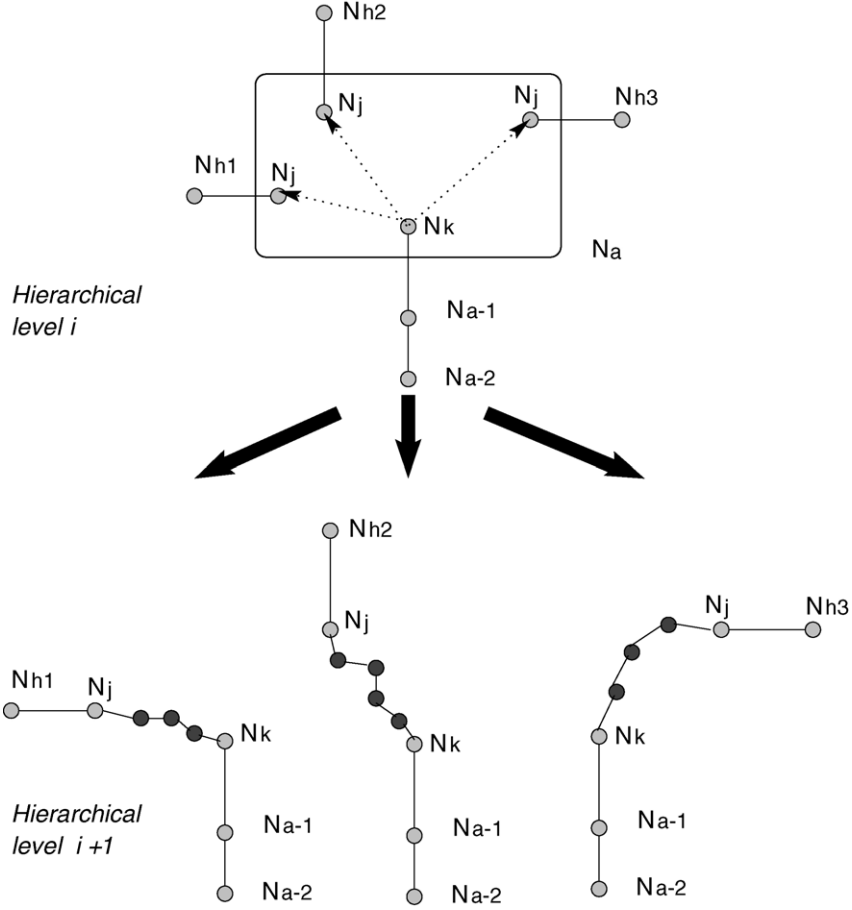 Nh2
Nj
Nj
Nh3
Nh1
Nj
Nk
Na
Hierarchical
level i
Na-1
Na-2
Nh2
Nj
Nj
Nh3
Nh1
Nj
Nk
Nk
Nk
Hierarchical
level i +1
Na-1
Na-1
Na-1
Na-2
Na-2
Na-2